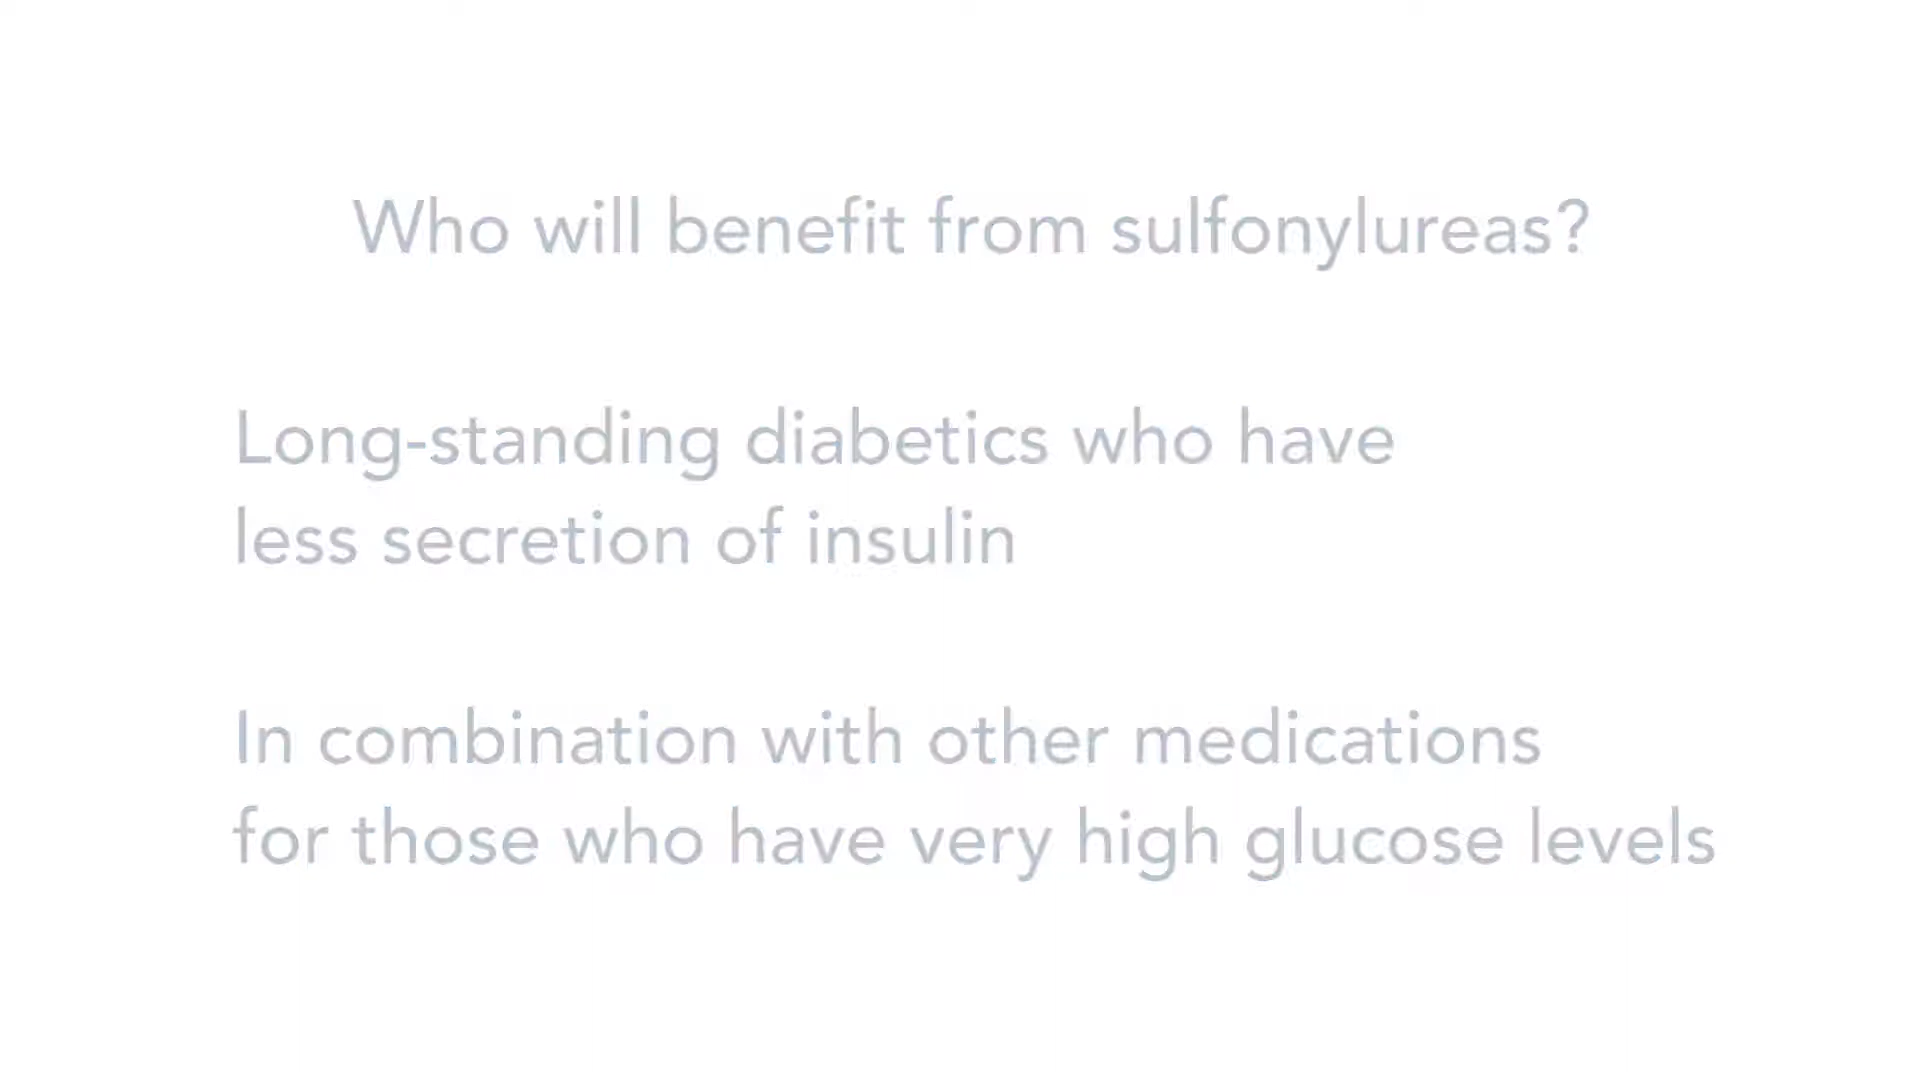 Who will benefit from sulfonylureas?
Long-standing diabetics who have
less secretion of insulin
In combination with other medications
for those who have very high glucose levels